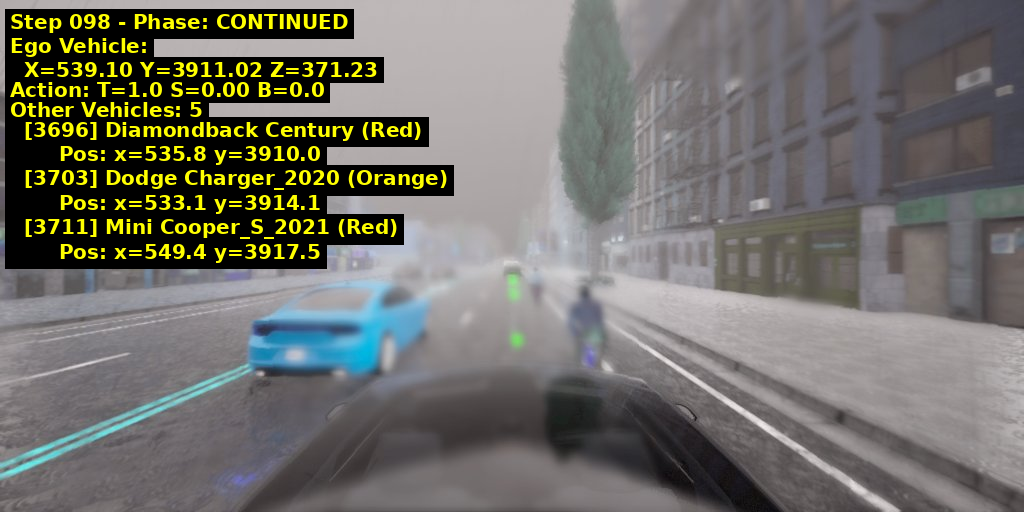 Step 098 - Phase: CONTINUED
Ego Vehicle:
X=539.10 Y=3911.02 Z=371.23
Action: T=1.0 S=0.00 B=0.0
Other Vehicles: 5
[3696] Diamondback Century (Red)
Pos: x=535.8 y=3910.0
[3703] Dodge Charger_2020 (Orange)
Pos: x=533.1 y=3914.1
[3711] Mini Cooper_S_2021 (Red)
Pos: x=549.4 y=3917.5